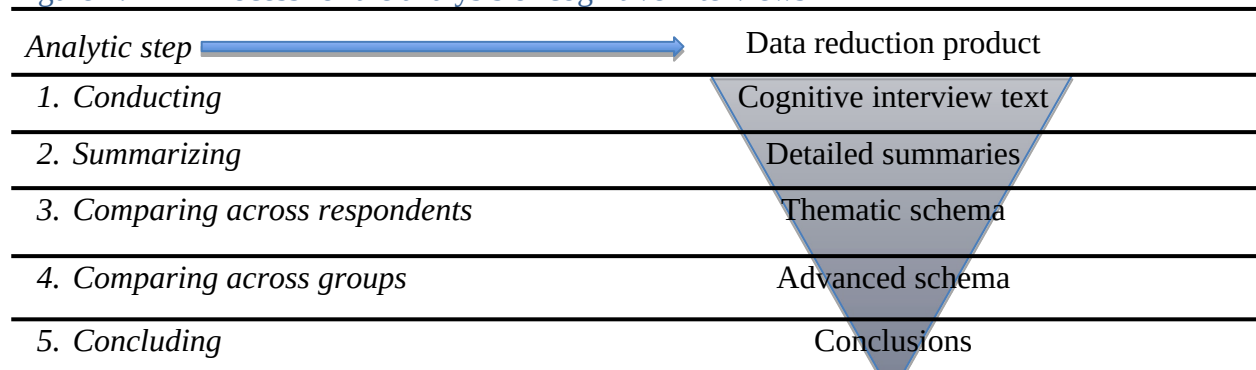 Analytic step Data reduction product
1. Conducting Cognitive interview text
2. Summarizing Detailed summaries
3. Comparing across respondents Thematic schema
4. Comparing across groups Advanced schema
5. Concluding Conclusions